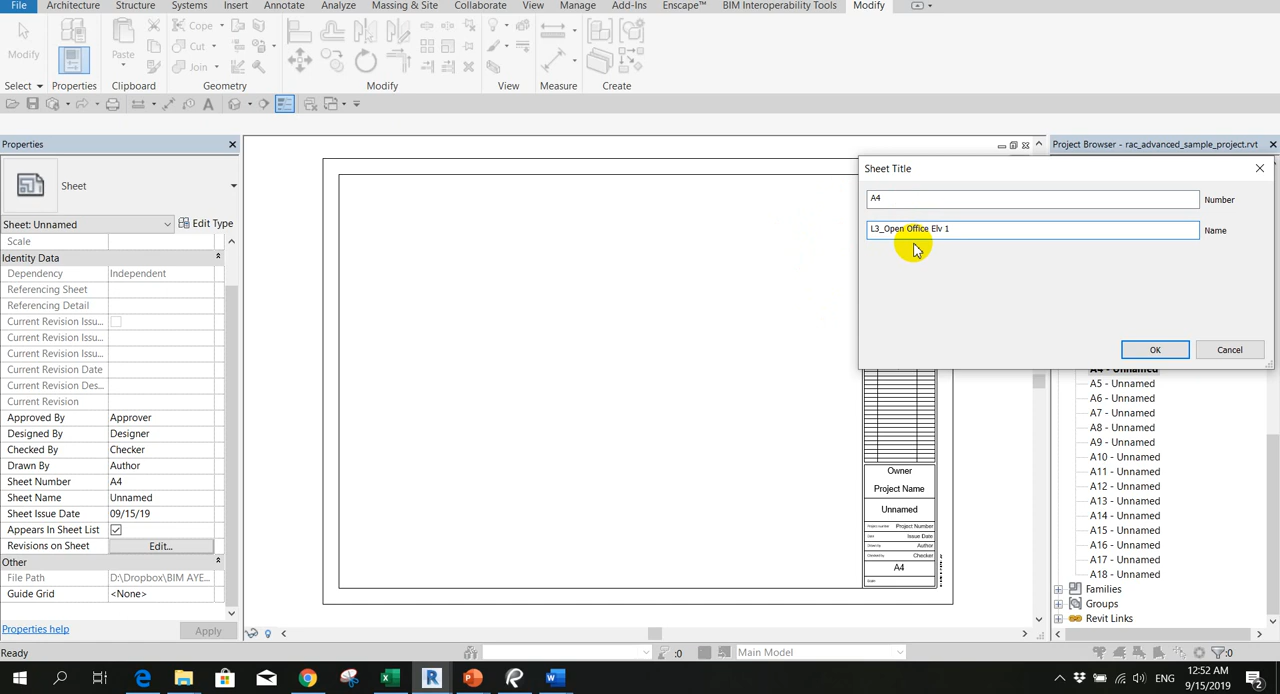 File Architecture Structure Systems Insert Annotate Analyze Massing & Site Collaborate View Manage Add-Ins Enscape™ BIM Interoperability Tools Modify
Modify Paste Cope Cut Join
Select Properties Clipboard Geometry Modify View Measure Create
Properties
Sheet
Sheet: Unnamed Edit Type
Scale
Identity Data
Dependency Independent
Referencing Sheet
Referencing Detail
Current Revision Issu...
Current Revision Issu...
Current Revision Issu...
Current Revision Date
Current Revision Des...
Current Revision
Approved By Approver
Designed By Designer
Checked By Checker
Drawn By Author
Sheet Number A4
Sheet Name Unnamed
Sheet Issue Date 09/15/19
Appears In Sheet List
Revisions on Sheet Edit...
Other
File Path D:\Dropbox\BIM AYE...
Guide Grid <None>
Properties help Apply
Owner
Project Name
Unnamed
Project number Project Number
Date Issue Date
Drawn by Author
Checked by Checker
A4
Scale
Project Browser - rac_advanced_sample_project.rvt
Sheet Title
A4 Number
L3_Open Office Elv 1 Name
OK Cancel
A4 - Unnamed
A5 - Unnamed
A6 - Unnamed
A7 - Unnamed
A8 - Unnamed
A9 - Unnamed
A10 - Unnamed
A11 - Unnamed
A12 - Unnamed
A13 - Unnamed
A14 - Unnamed
A15 - Unnamed
A16 - Unnamed
A17 - Unnamed
A18 - Unnamed
Families
Groups
Revit Links
Ready :0 Main Model :0
ENG 12:52 AM
9/15/2019 2